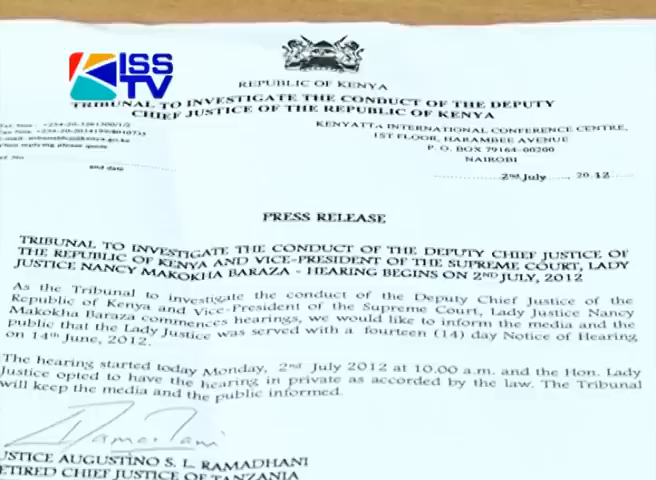 KISS
TV
REPUBLIC OF KENYA
TRIBUNAL TO INVESTIGATE THE CONDUCT OF THE DEPUTY
CHIEF JUSTICE OF THE REPUBLIC OF KENYA
When replying please quote
and date
KENYATTA INTERNATIONAL CONFERENCE CENTRE,
1ST FLOOR, HARAMBEE AVENUE
P. O. BOX 79164-00200
NAIROBI
2nd July, 2012
PRESS RELEASE
TRIBUNAL TO INVESTIGATE THE CONDUCT OF THE DEPUTY CHIEF JUSTICE OF
THE REPUBLIC OF KENYA AND VICE-PRESIDENT OF THE SUPREME COURT, LADY
JUSTICE NANCY MAKOKHA BARAZA - HEARING BEGINS ON 2ND JULY, 2012
As the Tribunal to investigate the conduct of the Deputy Chief Justice of the
Republic of Kenya and Vice-President of the Supreme Court, Lady Justice Nancy
Makokha Baraza commences hearings, we would like to inform the media and the
public that the Lady Justice was served with a fourteen (14) day Notice of Hearing
on 14th June, 2012.
The hearing started today Monday, 2nd July 2012 at 10.00 a.m. and the Hon. Lady
Justice opted to have the hearing in private as accorded by the law. The Tribunal
will keep the media and the public informed.
JUSTICE AUGUSTINO S. L. RAMADHANI
RETIRED CHIEF JUSTICE OF TANZANIA